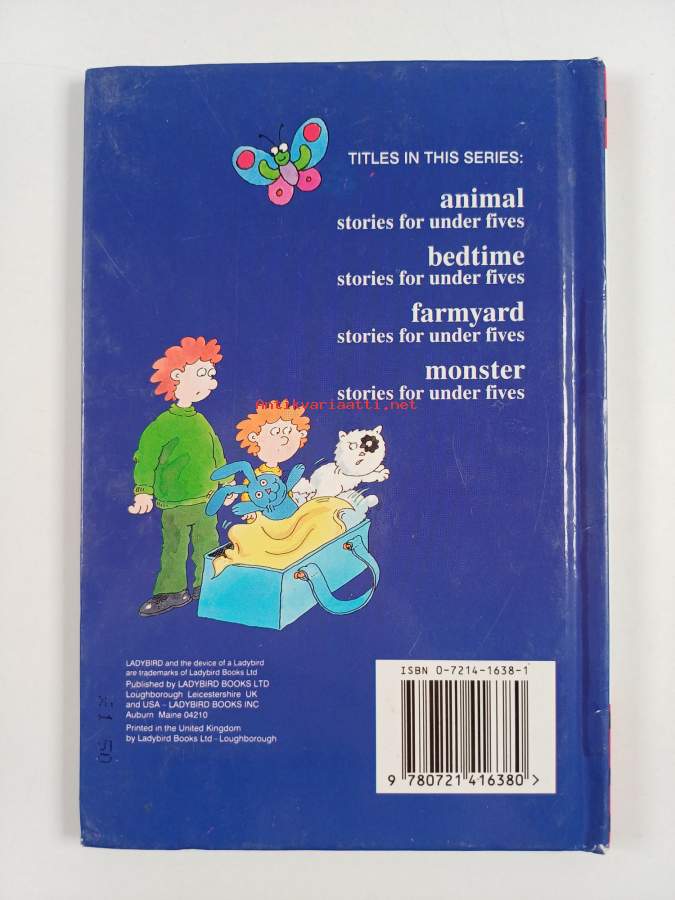 TITLES IN THIS SERIES:
animal
stories for under fives
bedtime
stories for under fives
farmyard
stories for under fives
monster
stories for under fives
Antikvariaatti.net
LADYBIRD and the device of a Ladybird
are trademarks of Ladybird Books Ltd
Published by LADYBIRD BOOKS LTD
Loughborough Leicestershire UK
and USA – LADYBIRD BOOKS INC
Auburn Maine 04210
Printed in the United Kingdom
by Ladybird Books Ltd - Loughborough
ISBN 0-7214-1638-1
9 780721 416380 >